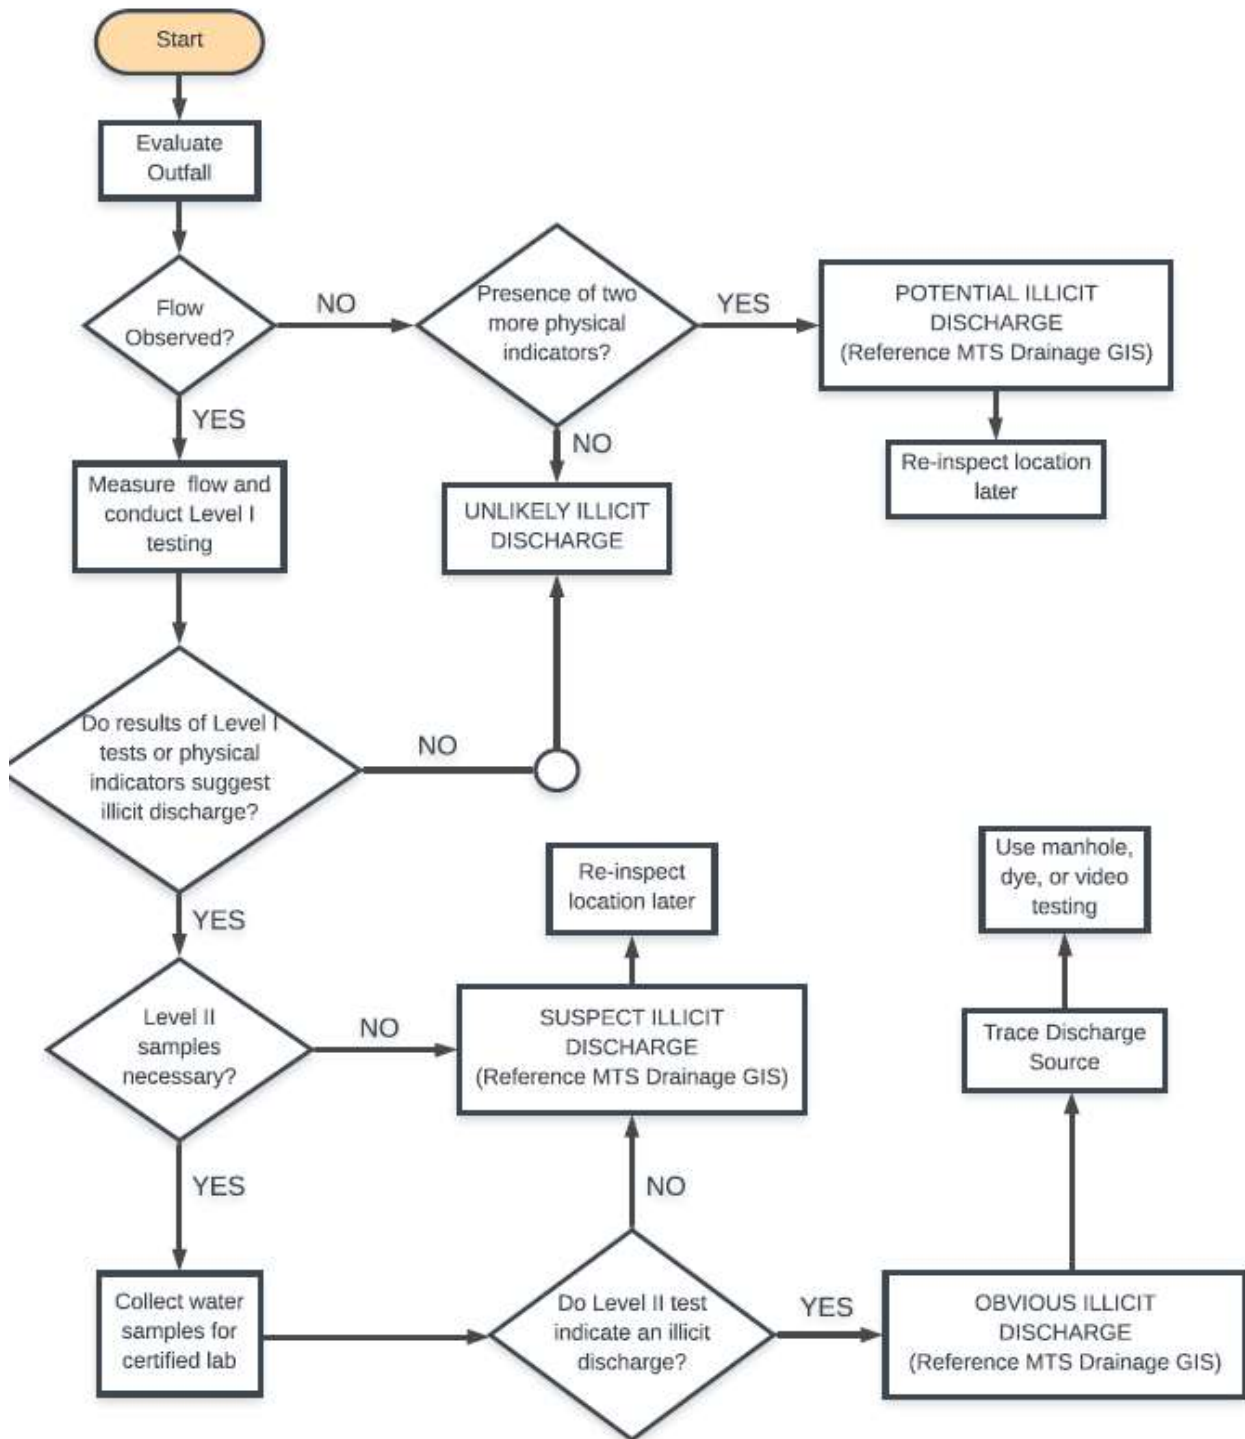 Start
Evaluate
Outfall
Flow
Observed?
NO
Presence of two
more physical
indicators?
YES
POTENTIAL ILLICIT
DISCHARGE
(Reference MTS Drainage GIS)
YES
NO
Re-inspect location
later
Measure flow and
conduct Level I
testing
UNLIKELY ILLICIT
DISCHARGE
Do results of Level I
tests or physical
indicators suggest
illicit discharge?
NO
YES
Re-inspect
location later
Use manhole,
dye, or video
testing
Level II
samples
necessary?
NO
SUSPECT ILLICIT
DISCHARGE
(Reference MTS Drainage GIS)
Trace Discharge
Source
YES
NO
Collect water
samples for
certified lab
Do Level II test
indicate an illicit
discharge?
YES
OBVIOUS ILLICIT
DISCHARGE
(Reference MTS Drainage GIS)